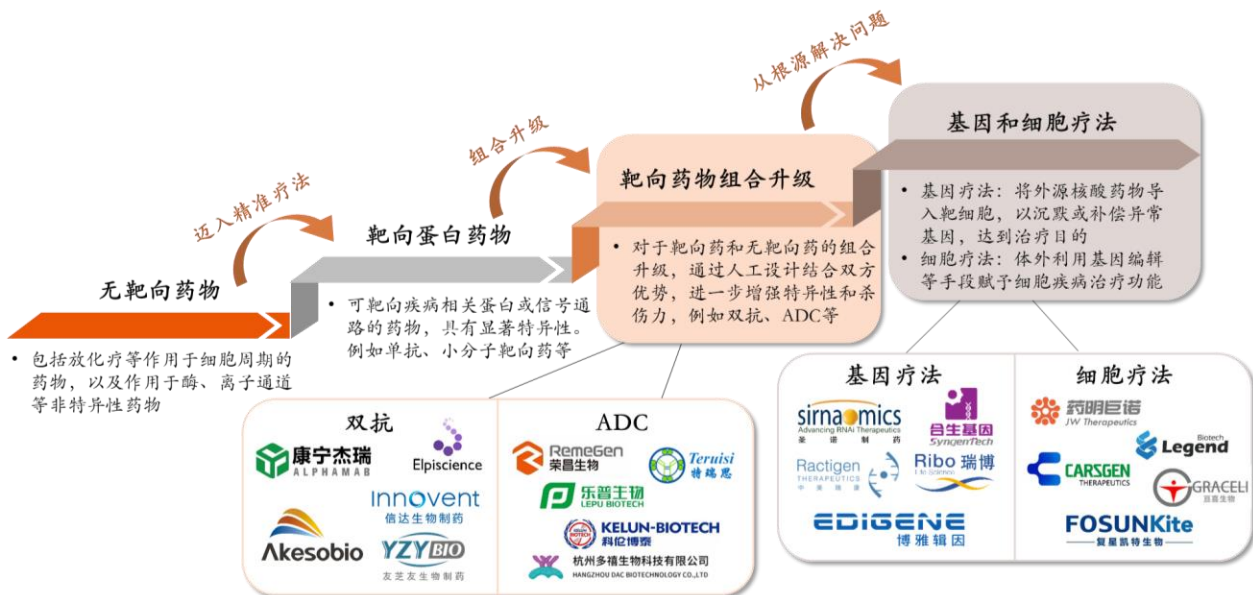 从根源解决问题
组合升级
迈入精准疗法
基因和细胞疗法
• 基因疗法：将外源核酸药物导
入靶细胞，以沉默或补偿异常
基因，达到治疗目的
• 细胞疗法：体外利用基因编辑
等手段赋予细胞疾病治疗功能
靶向药物组合升级
• 对于靶向药和无靶向药的组合
升级，通过人工设计结合双方
优势，进一步增强特异性和杀
伤力，例如双抗、ADC等
靶向蛋白药物
• 可靶向疾病相关蛋白或信号通
路的药物，具有显著特异性。
例如单抗、小分子靶向药等
无靶向药物
• 包括放化疗等作用于细胞周期的
药物，以及作用于酶、离子通道
等非特异性药物
双抗
康宁杰瑞
ALPHAMAB
Elpiscience
Innovent
信达生物制药
Akesobio
YZYBIO
友芝友生物制药
ADC
RemeGen
荣昌生物
Teruisi
特瑞思
乐普生物
LEPU BIOTECH
KELUN-BIOTECH
科伦博泰
杭州多禧生物科技有限公司
HANGZHOU DAC BIOTECHNOLOGY CO.,LTD
基因疗法
sirnaomics
Advancing RNAi Therapeutics
圣诺制药
合生基因
SyngenTech
Ractigen
THERAPEUTICS
中美瑞康
Ribo 瑞博
Life Science
EDIGENE
博雅辑因
细胞疗法
药明巨诺
JW Therapeutics
Legend
Biotech
CARSGEN
THERAPEUTICS
GRACELL
亘喜生物
FOSUNKite
复星凯特生物